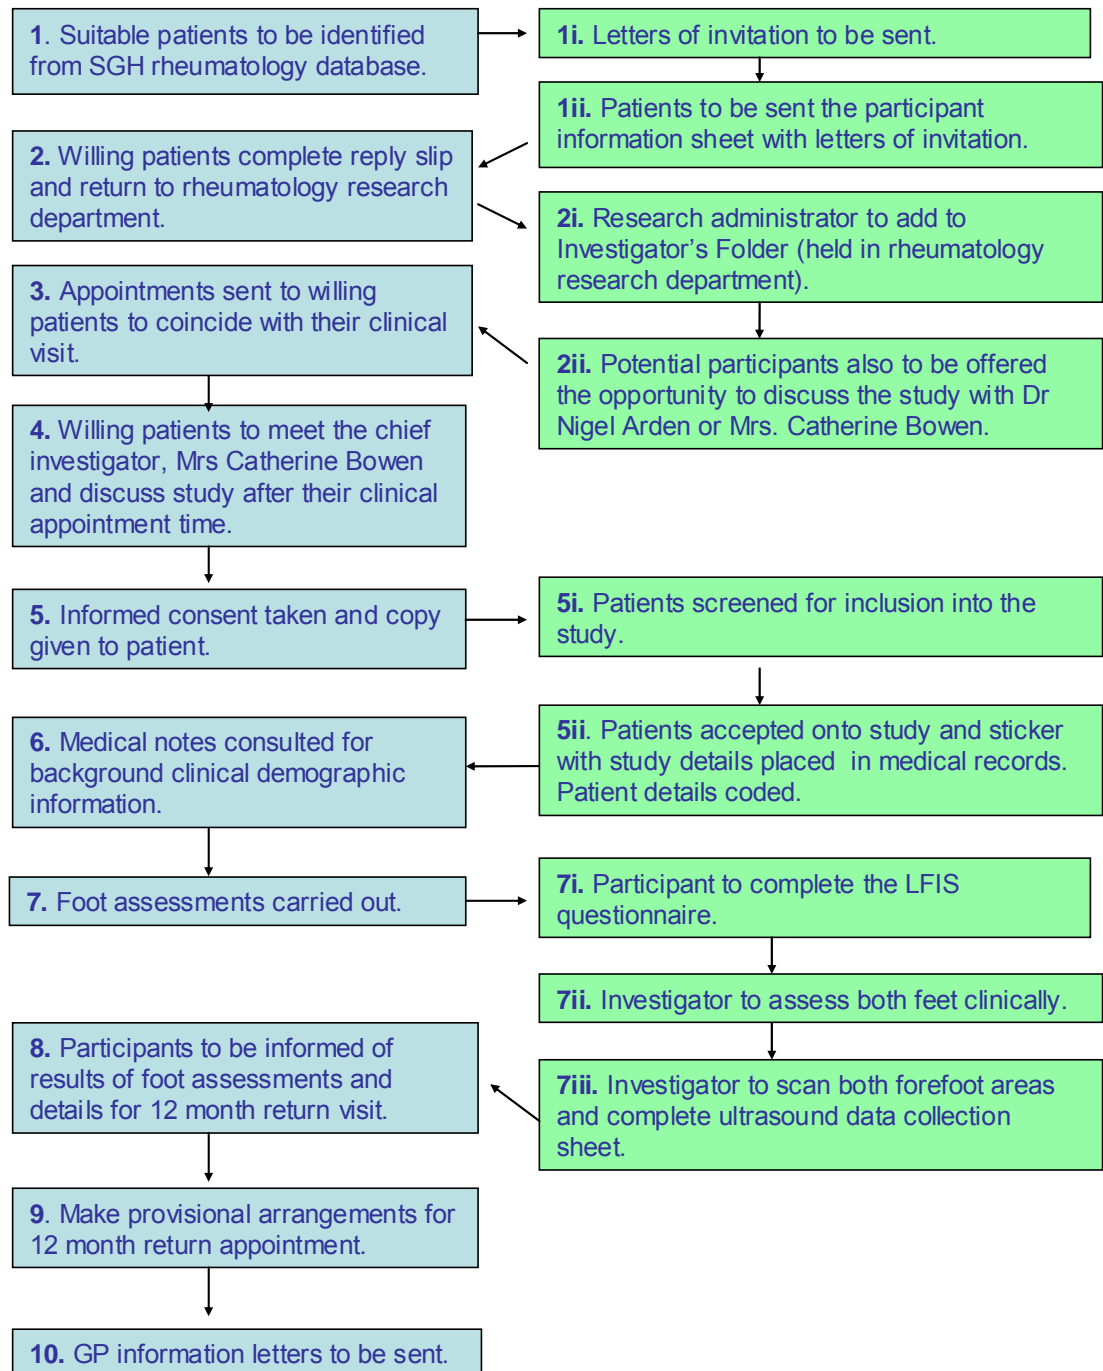 1. Suitable patients to be identified
from SGH rheumatology database.
1i. Letters of invitation to be sent.
1ii. Patients to be sent the participant
information sheet with letters of invitation.
2. Willing patients complete reply slip
and return to rheumatology research
department.
2i. Research administrator to add to
Investigator’s Folder (held in rheumatology
research department).
2ii. Potential participants also to be offered
the opportunity to discuss the study with Dr
Nigel Arden or Mrs. Catherine Bowen.
3. Appointments sent to willing
patients to coincide with their clinical
visit.
4. Willing patients to meet the chief
investigator, Mrs Catherine Bowen
and discuss study after their clinical
appointment time.
5. Informed consent taken and copy
given to patient.
5i. Patients screened for inclusion into the
study.
5ii. Patients accepted onto study and sticker
with study details placed in medical records.
Patient details coded.
6. Medical notes consulted for
background clinical demographic
information.
7. Foot assessments carried out.
7i. Participant to complete the LFIS
questionnaire.
7ii. Investigator to assess both feet clinically.
7iii. Investigator to scan both forefoot areas
and complete ultrasound data collection
sheet.
8. Participants to be informed of
results of foot assessments and
details for 12 month return visit.
9. Make provisional arrangements for
12 month return appointment.
10. GP information letters to be sent.